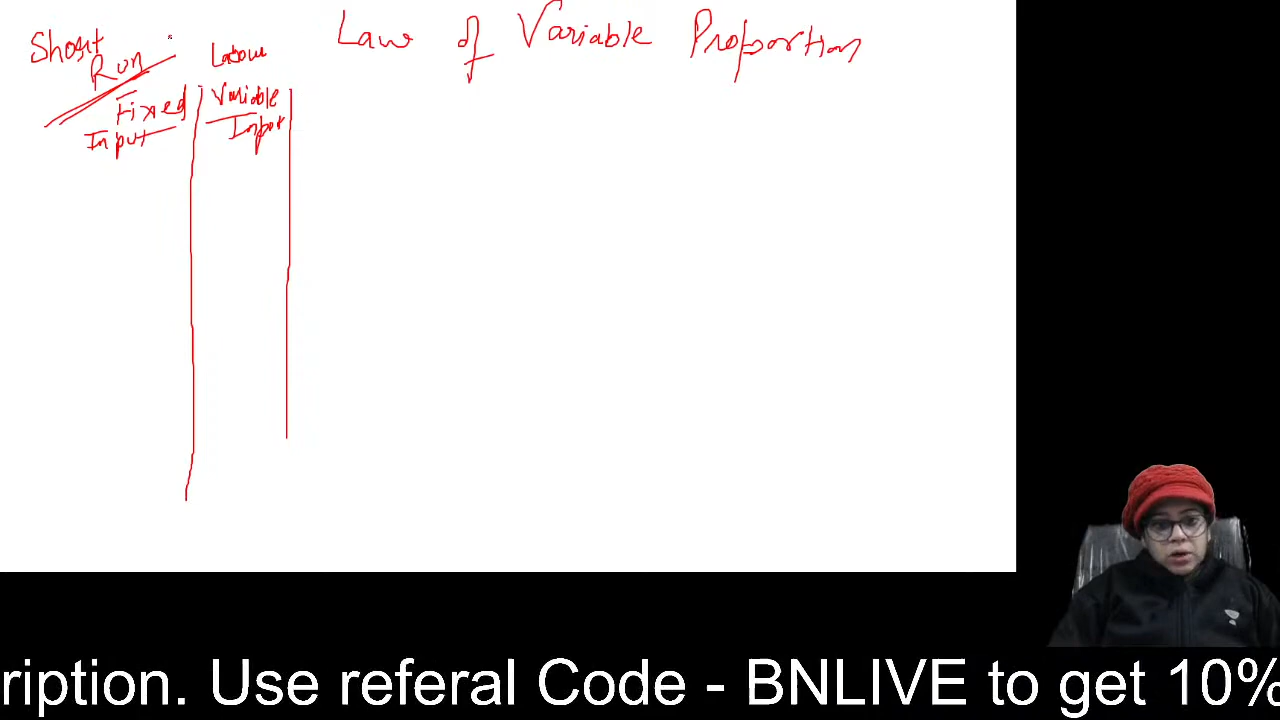 Law of Variable Proportion
Short
Run
Labour
Fixed
Input
Variable
Input
ription. Use referal Code - BNLIVE to get 10%